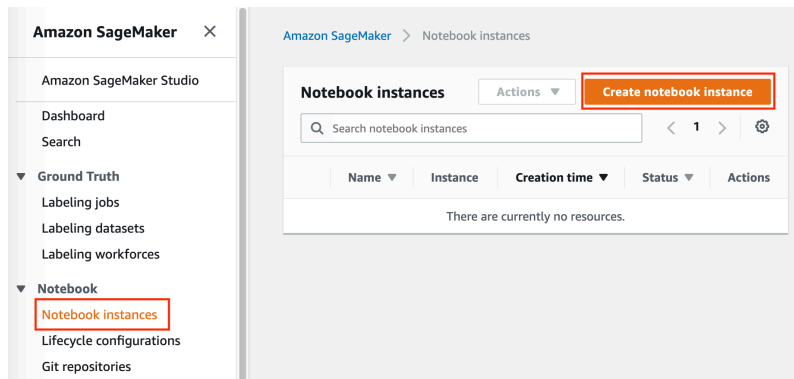 Amazon SageMaker
Amazon SageMaker Studio
Dashboard
Search
Ground Truth
Labeling jobs
Labeling datasets
Labeling workforces
Notebook
Notebook instances
Lifecycle configurations
Git repositories
Amazon SageMaker > Notebook instances
Notebook instances Actions Create notebook instance
Search notebook instances 1
Name Instance Creation time Status Actions
There are currently no resources.